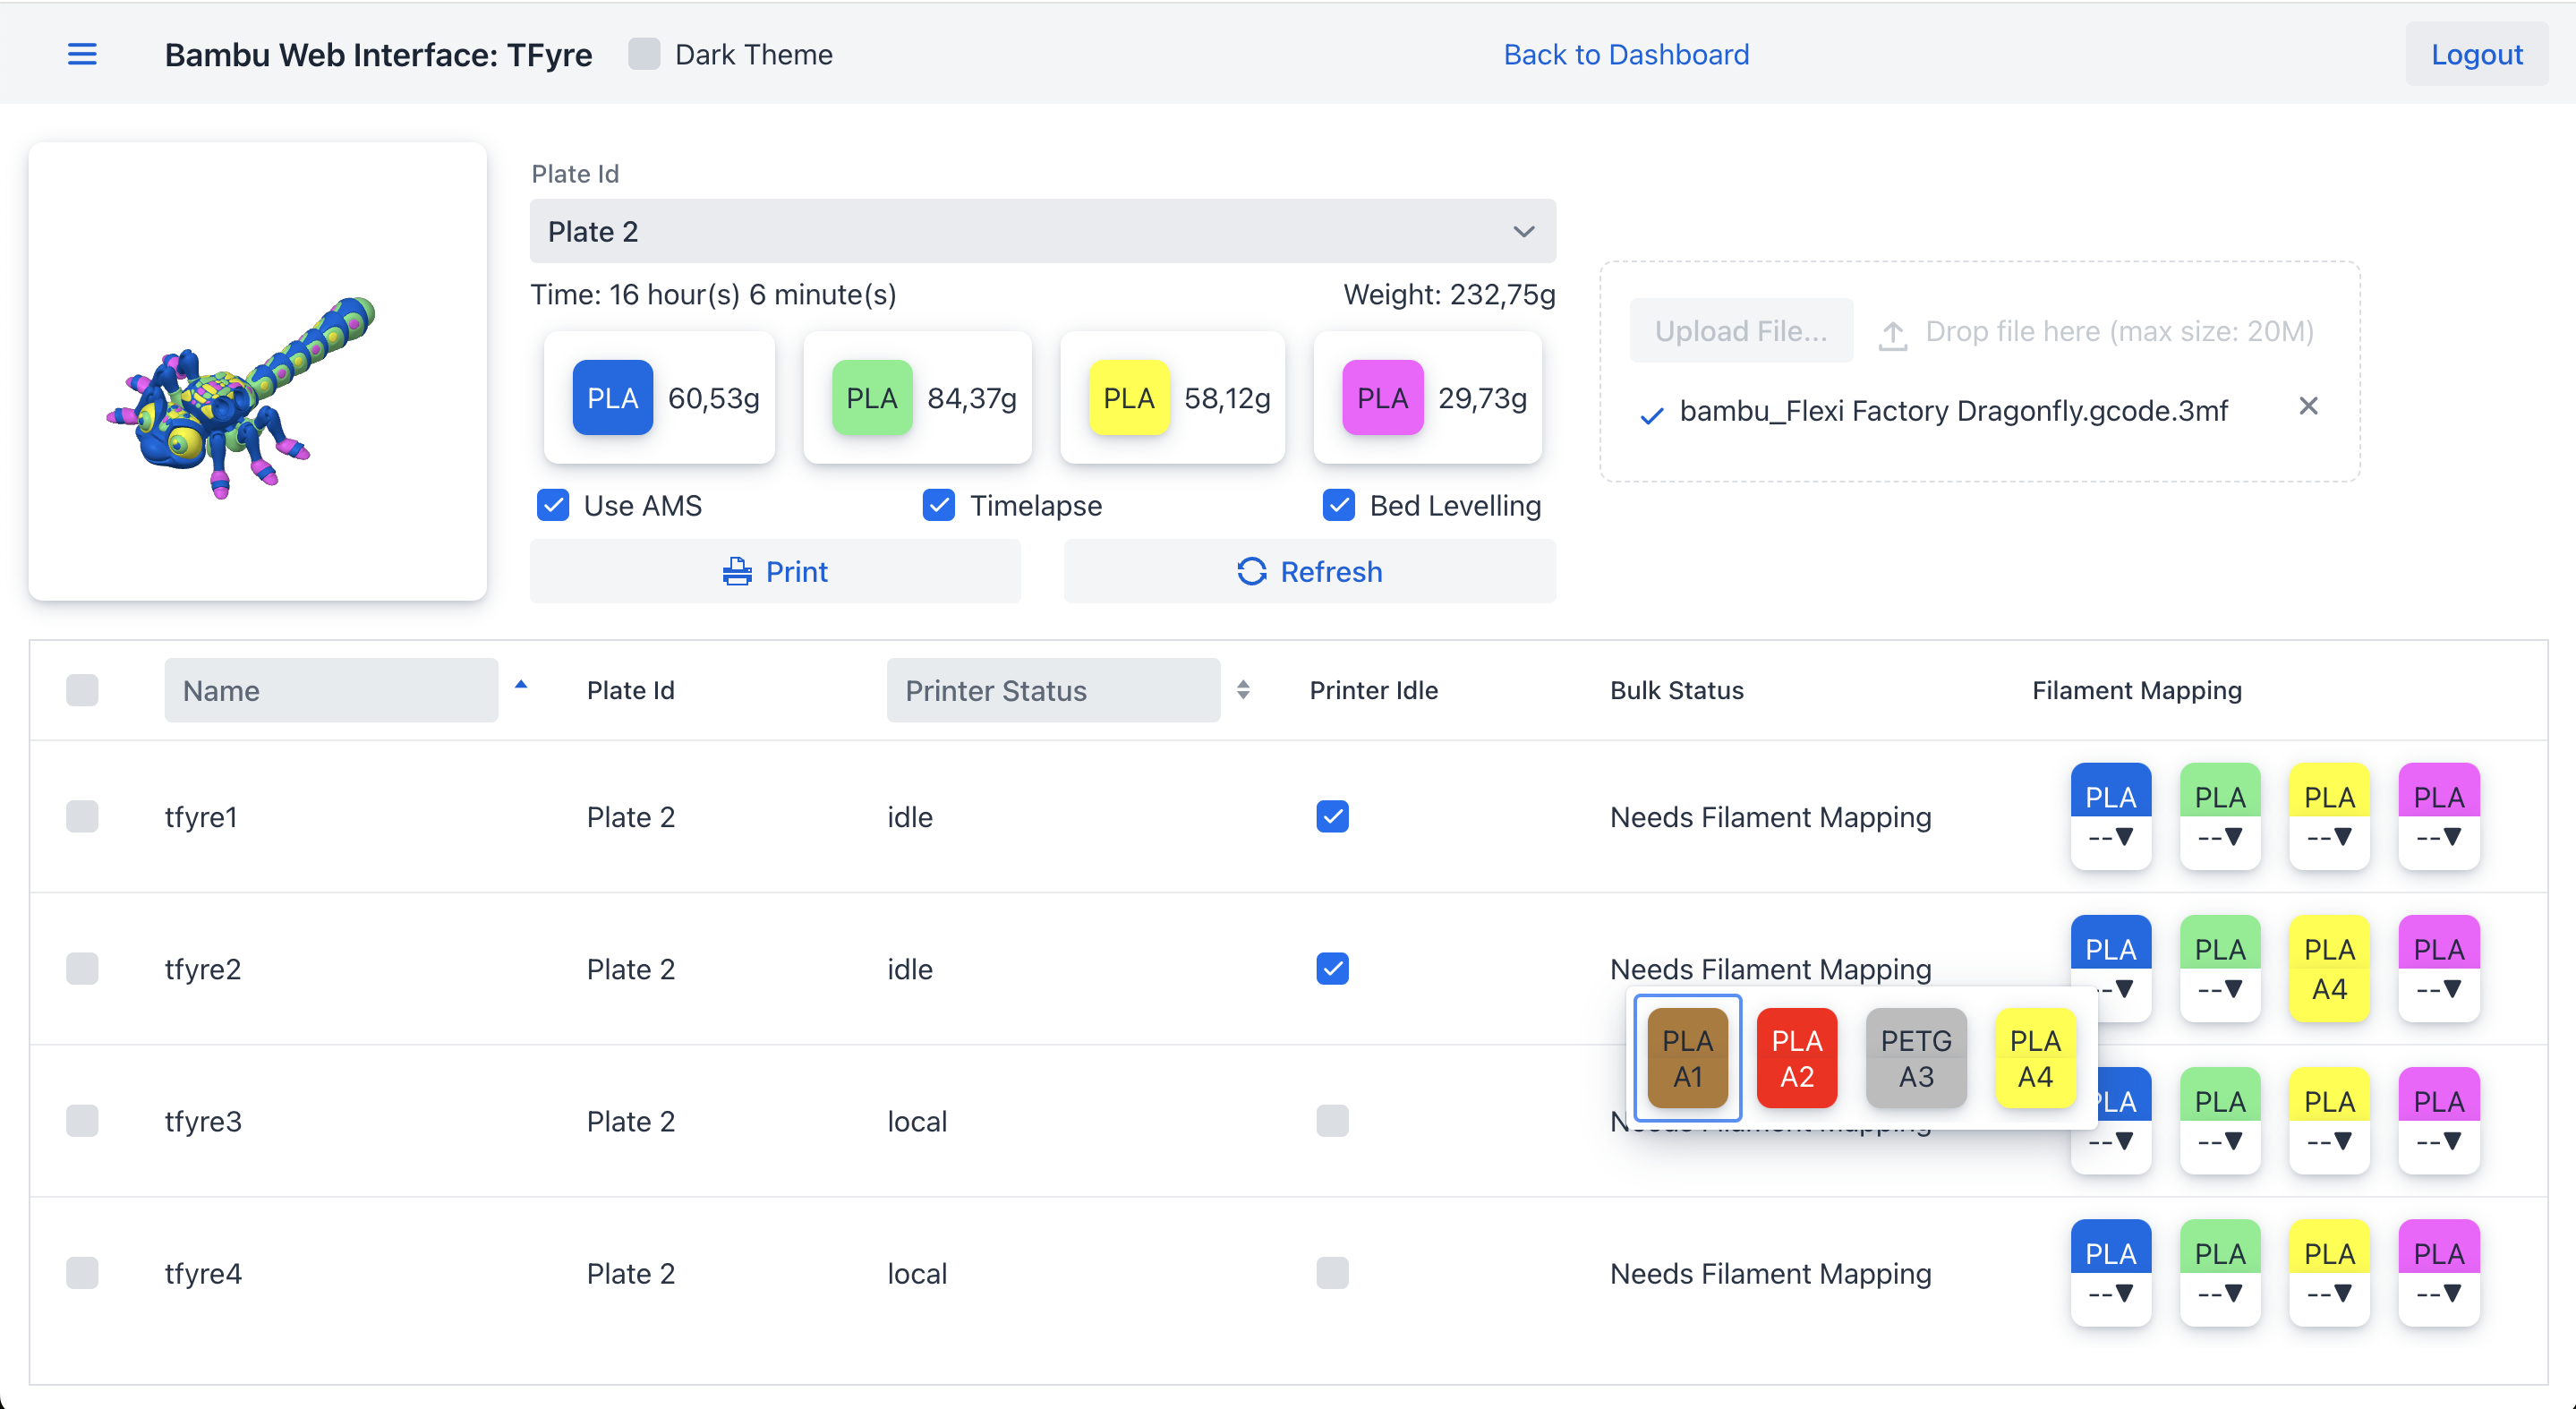 Bambu Web Interface: TFyre
Dark Theme
Back to Dashboard
Logout
Plate Id
Plate 2
Time: 16 hour(s) 6 minute(s)
Weight: 232,75g
PLA 60,53g
PLA 84,37g
PLA 58,12g
PLA 29,73g
Use AMS
Timelapse
Bed Levelling
Print
Refresh
Upload File...
Drop file here (max size: 20M)
bambu_Flexi Factory Dragonfly.gcode.3mf
Name Plate Id Printer Status Printer Idle Bulk Status Filament Mapping
tfyre1 Plate 2 idle Needs Filament Mapping
PLA PLA PLA PLA
--▼ --▼ --▼ --▼
tfyre2 Plate 2 idle Needs Filament Mapping
PLA PLA PLA PLA
--▼ --▼ A4 --▼
PLA PLA PETG PLA
A1 A2 A3 A4
tfyre3 Plate 2 local
PLA PLA PLA
--▼ --▼ --▼ --▼
tfyre4 Plate 2 local Needs Filament Mapping
PLA PLA PLA PLA
--▼ --▼ --▼ --▼